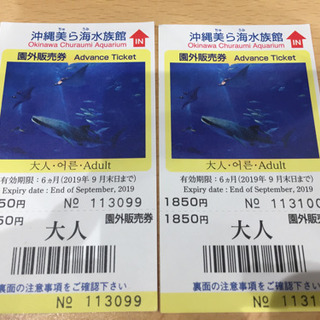 沖縄美ら海水族館
Okinawa Churaumi Aquarium
IN
園外販売券 Advance Ticket
大人・어른・Adult
有効期限：6ヵ月(2019年9月末日まで)
Expiry date : End of September, 2019
50円 № 113099
50円 園外販売券
大人
裏面の注意事項をご確認下さい
№ 113099
沖縄美ら海水族館
Okinawa Churaumi Aquarium
IN
園外販売券 Advance Ticket
大人・어른・Adult
有効期限：6ヵ月(2019年9月末日まで)
Expiry date : End of September, 2019
1850円 № 113100
1850円 園外販
大人
裏面の注意事項をご確認下さ
№ 1131